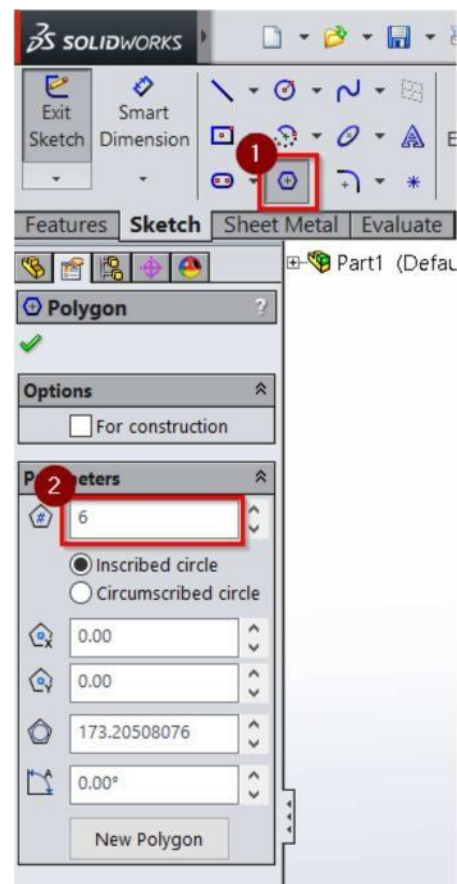 SOLIDWORKS
Exit Sketch
Smart Dimension
1
Features Sketch Sheet Metal Evaluate
Part1 (Defau
Polygon ?
Options
For construction
2
Parameters
# 6
Inscribed circle
Circumscribed circle
X 0.00
Y 0.00
173.20508076
A 0.00°
New Polygon